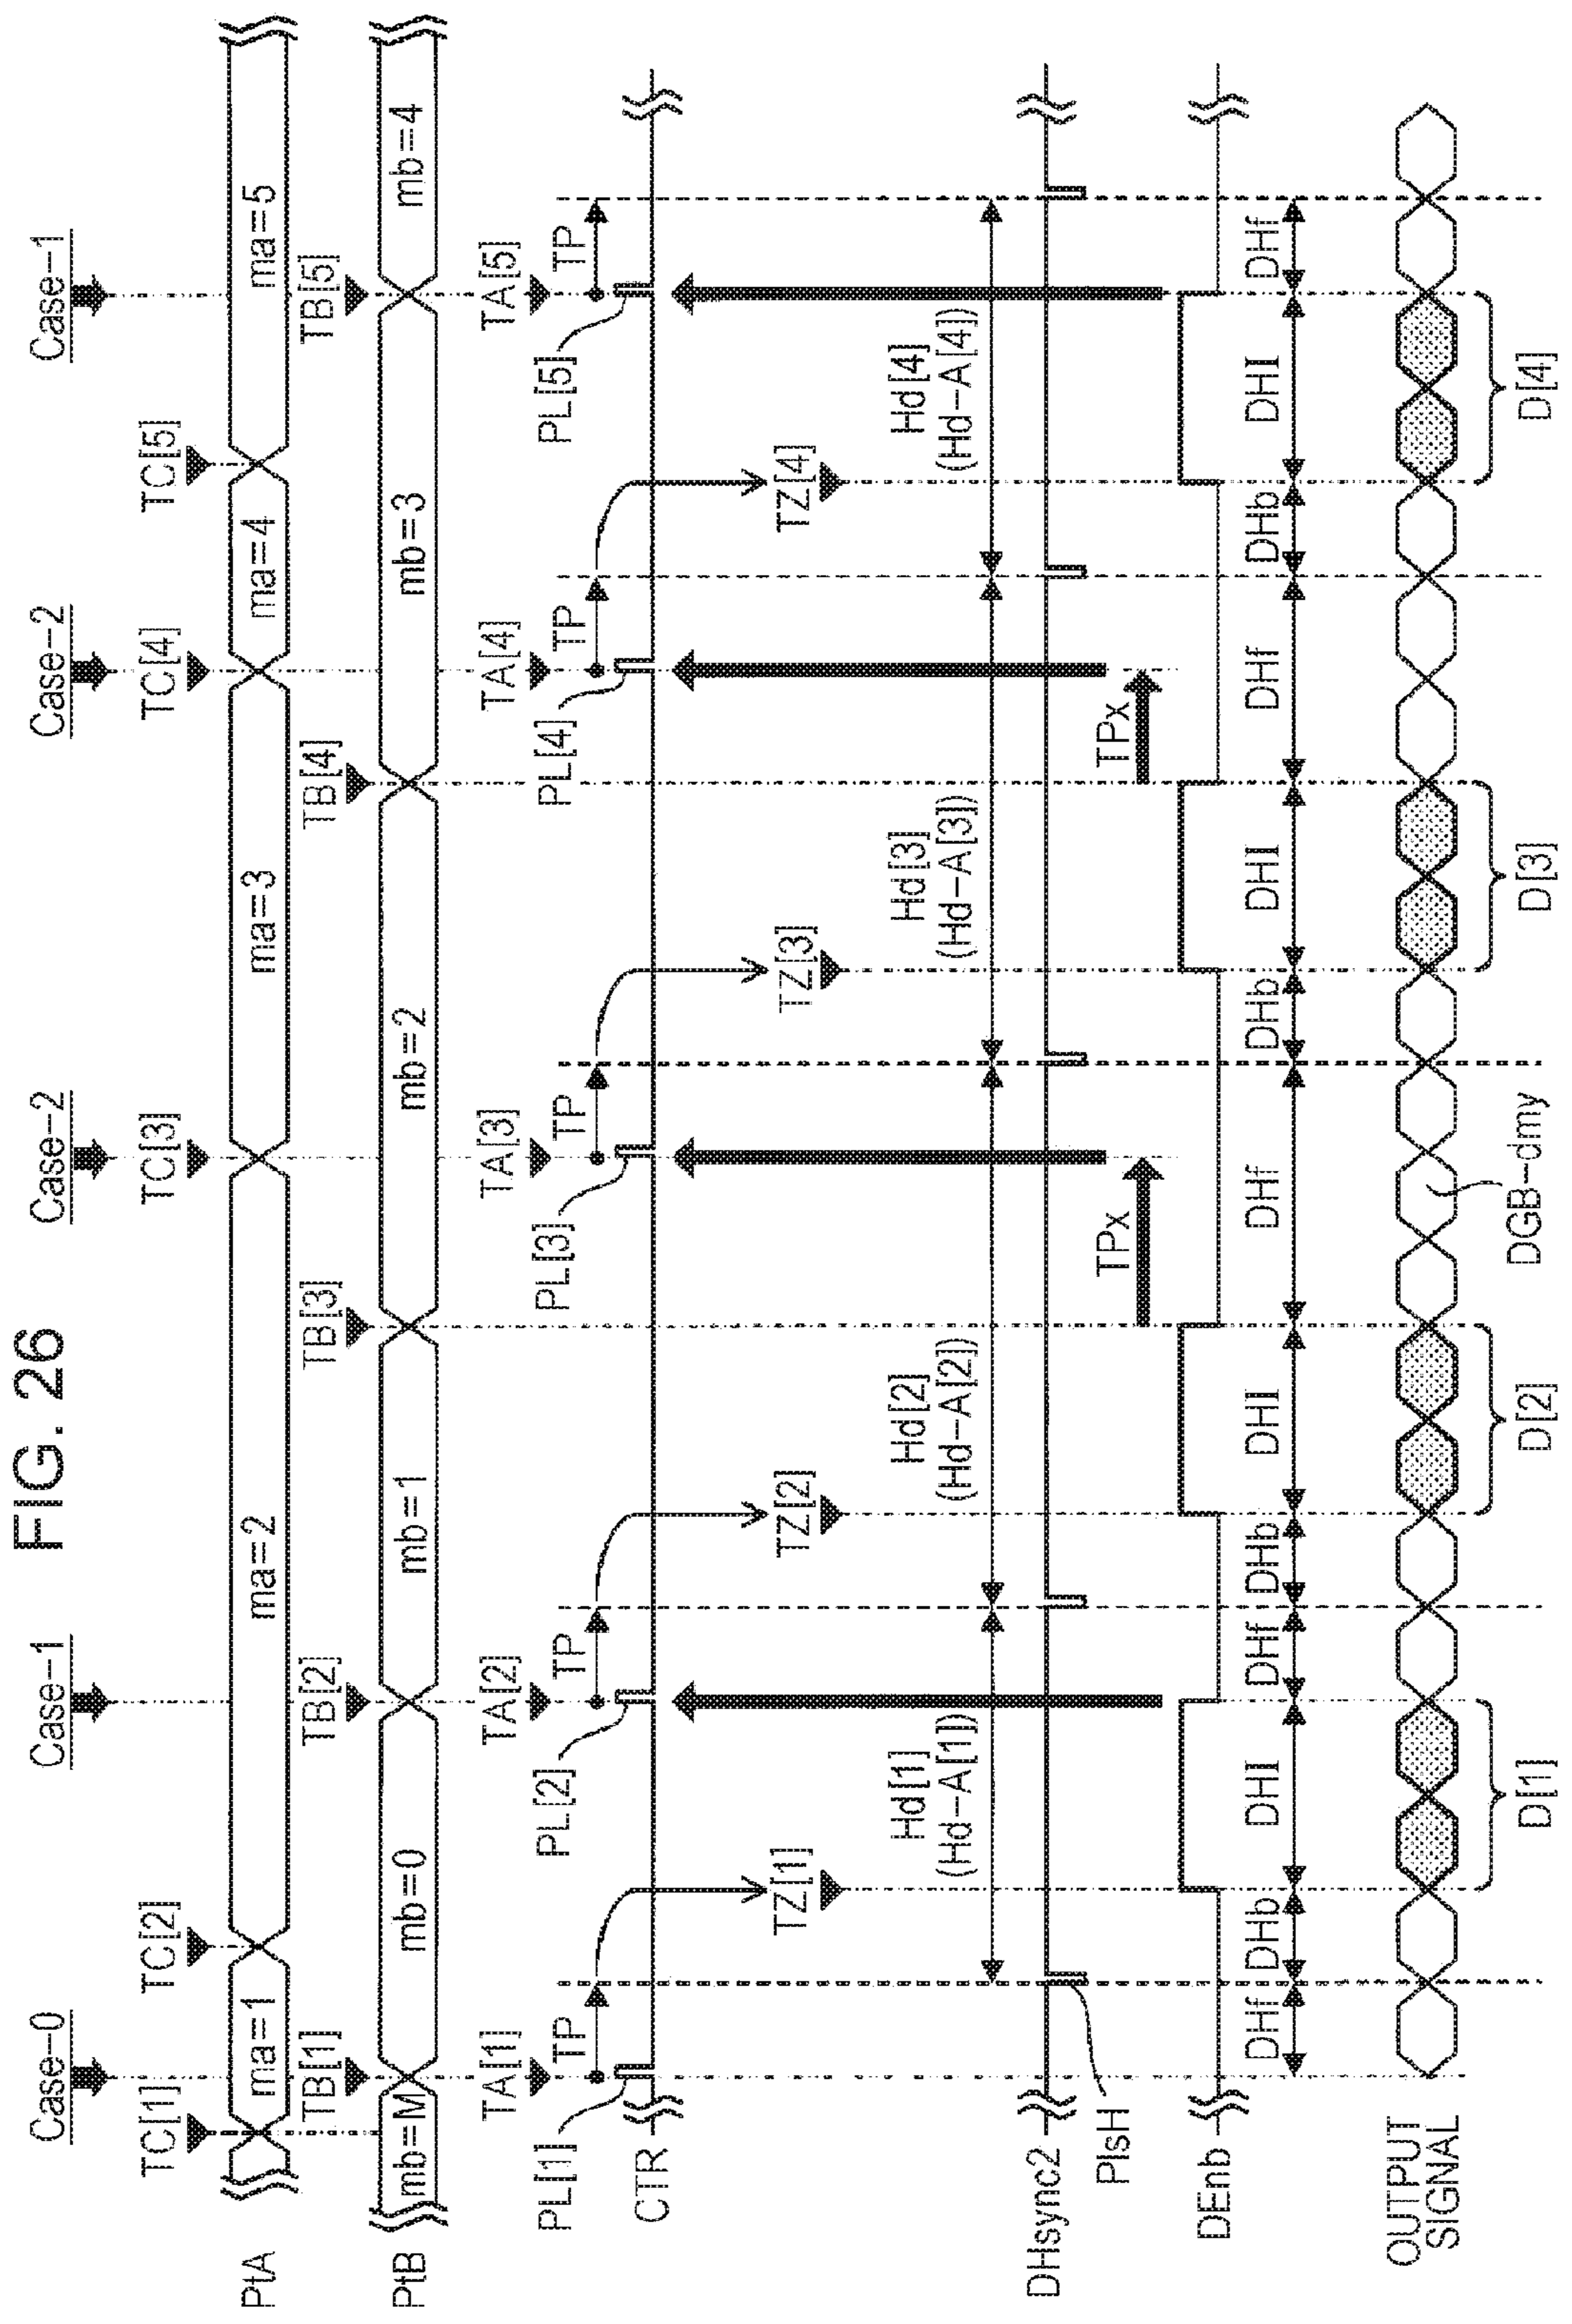 FIG. 26
Case-0
Case-1
Case-2
Case-2
Case-1
TC[1]
TC[2]
TC[3]
TC[4]
TC[5]
PtA
ma=1
ma=2
ma=3
ma=4
ma=5
TB[1]
TB[2]
TB[3]
TB[4]
TB[5]
PtB
mb=M
mb=0
mb=1
mb=2
mb=3
mb=4
TA[1]
TA[2]
TA[3]
TA[4]
TA[5]
PL[1]
TP
PL[2]
TP
PL[3]
TP
PL[4]
TP
PL[5]
TP
CTR
TZ[1]
TZ[2]
TZ[3]
TZ[4]
Hd[1]
(Hd-A[1])
Hd[2]
(Hd-A[2])
Hd[3]
(Hd-A[3])
Hd[4]
(Hd-A[4])
DHsync2
PlsH
TPx
TPx
DEnb
DHf
DHb
DHI
DHf
DHb
DHI
DHf
DHb
DHI
DHf
DHb
DHI
DHf
OUTPUT
SIGNAL
D[1]
D[2]
DGB-dmy
D[3]
D[4]